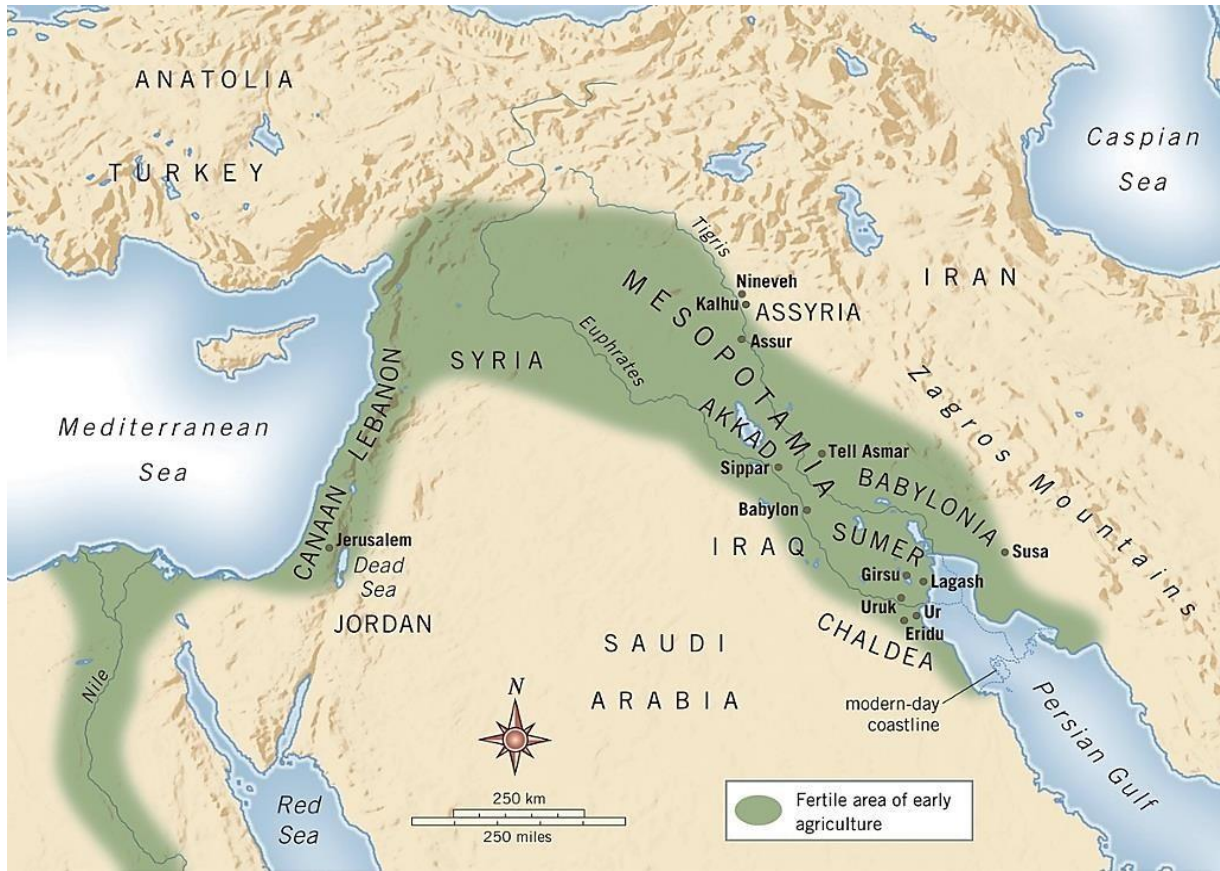 ANATOLIA
TURKEY
Caspian
Sea
Tigris
IRAN
Nineveh
Kalhu
ASSYRIA
Assur
MESOPOTAMIA
Euphrates
SYRIA
LEBANON
Zagros Mountains
Mediterranean
Sea
AKKAD
Tell Asmar
Sippar
BABYLONIA
Babylon
SUMER
IRAQ
Susa
CANAAN
Jerusalem
Dead
Sea
Girsu
Lagash
Uruk
Ur
Eridu
JORDAN
CHALDEA
SAUDI
ARABIA
Nile
modern-day
coastline
Persian Gulf
N
Red
Sea
250 km
250 miles
Fertile area of early
agriculture